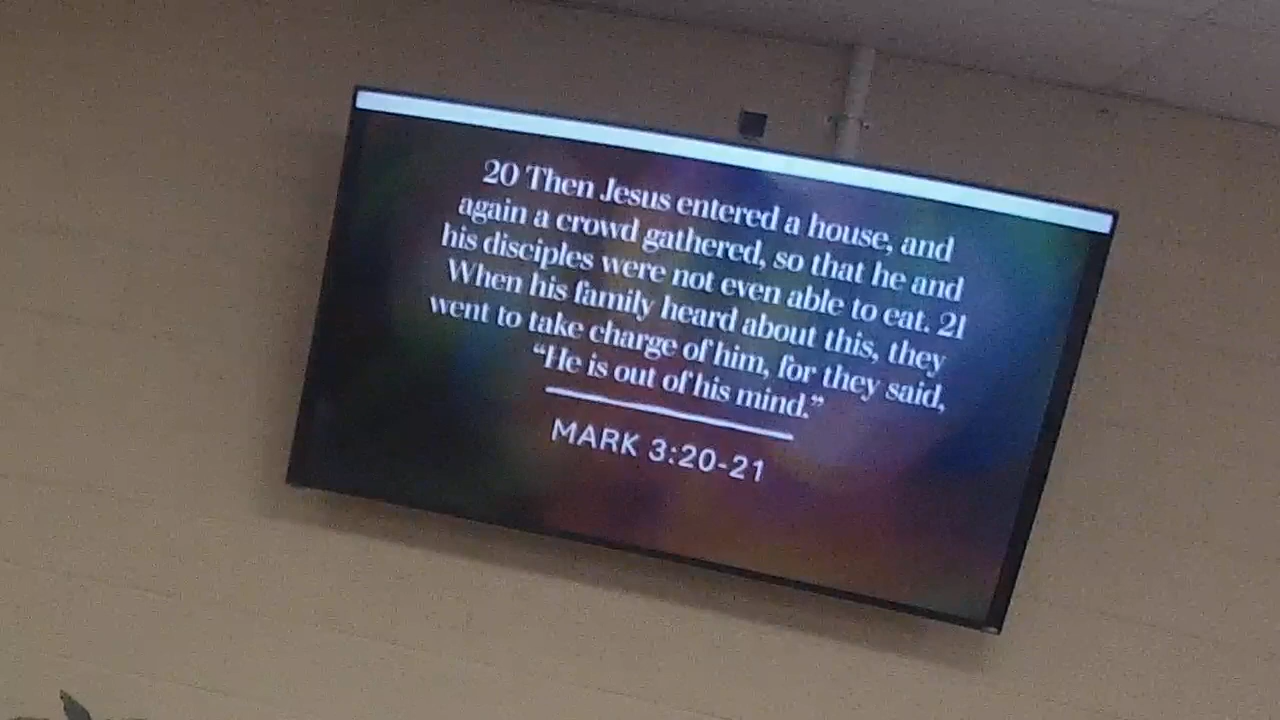 20 Then Jesus entered a house, and
again a crowd gathered, so that he and
his disciples were not even able to eat. 21
When his family heard about this, they
went to take charge of him, for they said,
“He is out of his mind.”
MARK 3:20-21